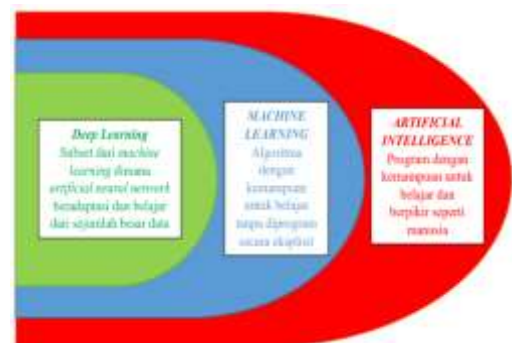 Deep Learning
Subset dari machine
learning dimana
artificial neural network
beradaptasi dan belajar
dari sejumlah besar data
MACHINE
LEARNING
Algoritma
dengan
kemampuan
untuk belajar
tanpa diprogram
secara eksplisit
ARTIFICIAL
INTELLIGENCE
Program dengan
kemampuan untuk
belajar dan
berpikir seperti
manusia